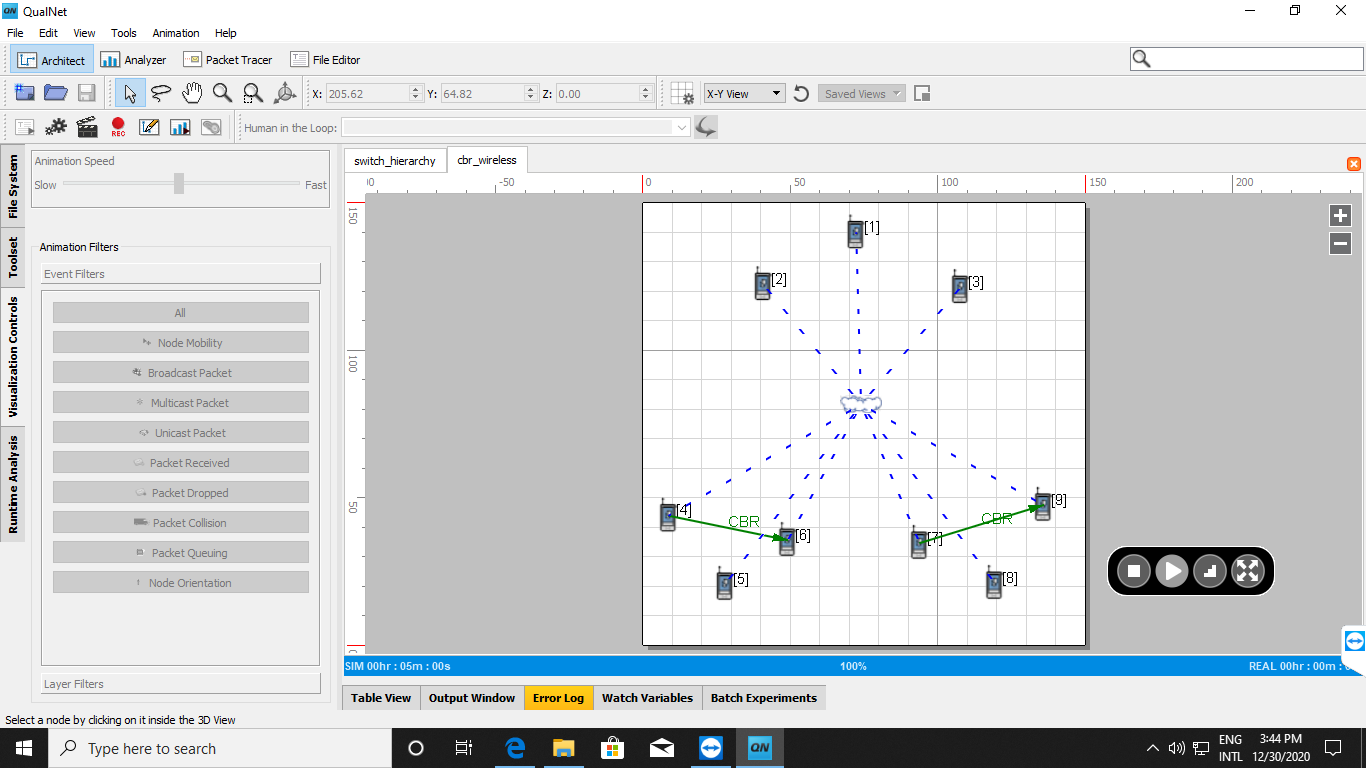 QN QualNet
File Edit View Tools Animation Help
Architect Analyzer Packet Tracer File Editor
X: 205.62 Y: 64.82 Z: 0.00 X-Y View Saved Views
REC Human in the Loop:
File System
Toolset
Visualization Controls
Runtime Analysis
Animation Speed
Slow Fast
Animation Filters
Event Filters
All
Node Mobility
Broadcast Packet
Multicast Packet
Unicast Packet
Packet Received
Packet Dropped
Packet Collision
Packet Queuing
Node Orientation
Layer Filters
switch_hierarchy cbr_wireless
00 -50 0 50 100 150 200
150
100
50
0
[1]
[2] [3]
[4] CBR [6] [7] CBR [9]
[5] [8]
SIM 00hr : 05m : 00s 100% REAL 00hr : 00m :
Table View Output Window Error Log Watch Variables Batch Experiments
Select a node by clicking on it inside the 3D View
Type here to search
QN
ENG 3:44 PM
INTL 12/30/2020